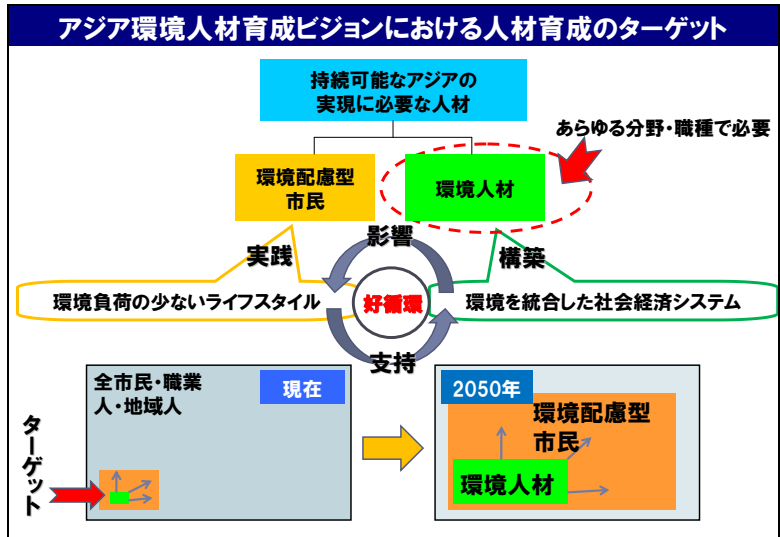 アジア環境人材育成ビジョンにおける人材育成のターゲット
持続可能なアジアの
実現に必要な人材
あらゆる分野・職種で必要
環境配慮型
市民
環境人材
影響
実践
構築
環境負荷の少ないライフスタイル
好循環
環境を統合した社会経済システム
支持
全市民・職業
人・地域人
現在
2050年
環境配慮型
市民
環境人材
ターゲット